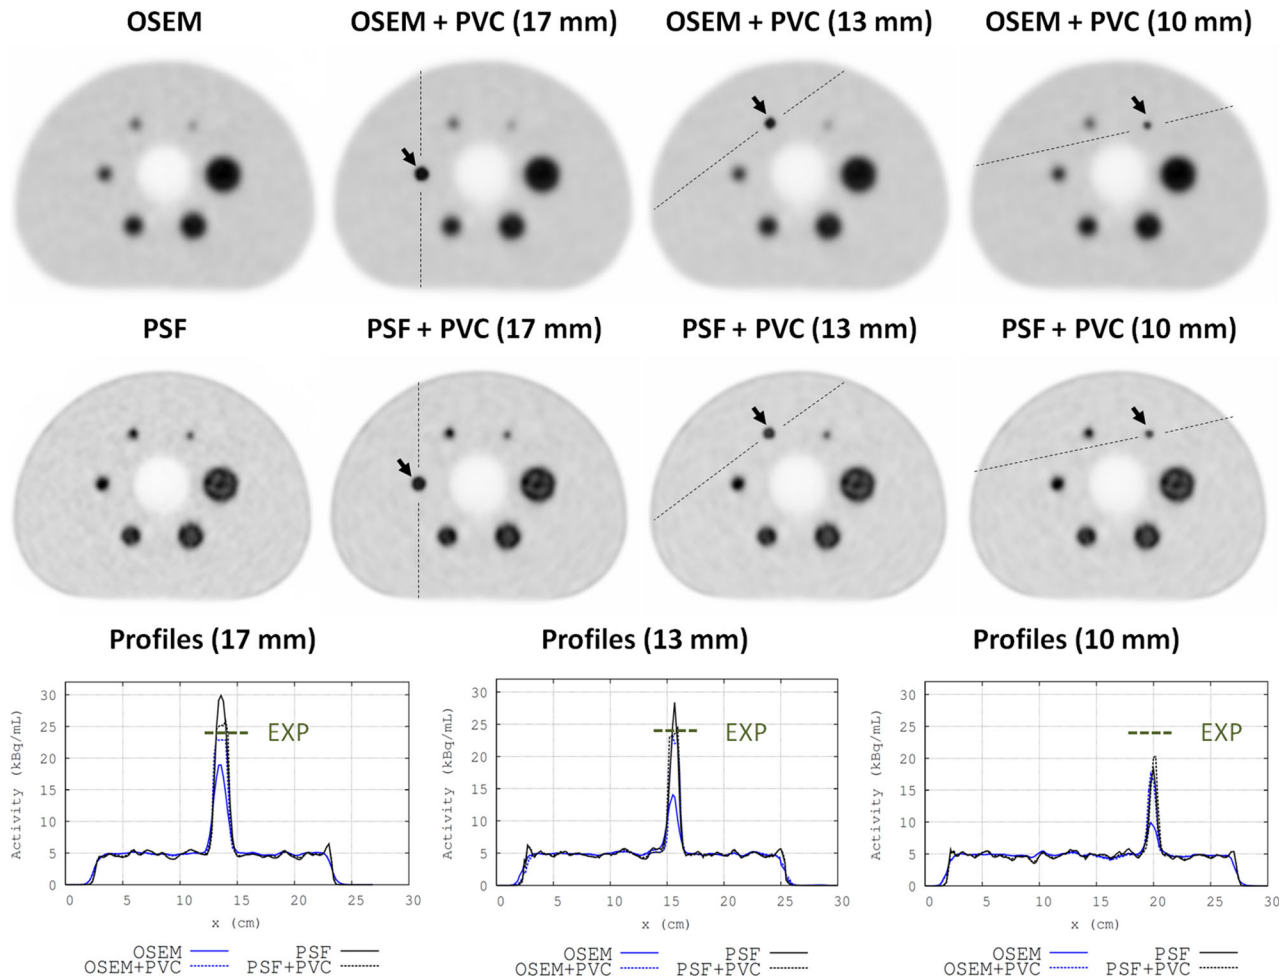 OSEM
OSEM + PVC (17 mm)
OSEM + PVC (13 mm)
OSEM + PVC (10 mm)
PSF
PSF + PVC (17 mm)
PSF + PVC (13 mm)
PSF + PVC (10 mm)
Profiles (17 mm)
Profiles (13 mm)
Profiles (10 mm)
Activity (kBq/mL)
30
25
20
15
10
5
0
EXP
0 5 10 15 20 25 30
x (cm)
OSEM
OSEM+PVC
PSF
PSF+PVC
Activity (kBq/mL)
30
25
20
15
10
5
0
EXP
0 5 10 15 20 25 30
x (cm)
OSEM
OSEM+PVC
PSF
PSF+PVC
Activity (kBq/mL)
30
25
20
15
10
5
0
EXP
0 5 10 15 20 25 30
x (cm)
OSEM
OSEM+PVC
PSF
PSF+PVC